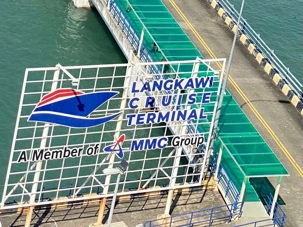 LANGKAWI
CRUISE
TERMINAL
A Member of MMC Group